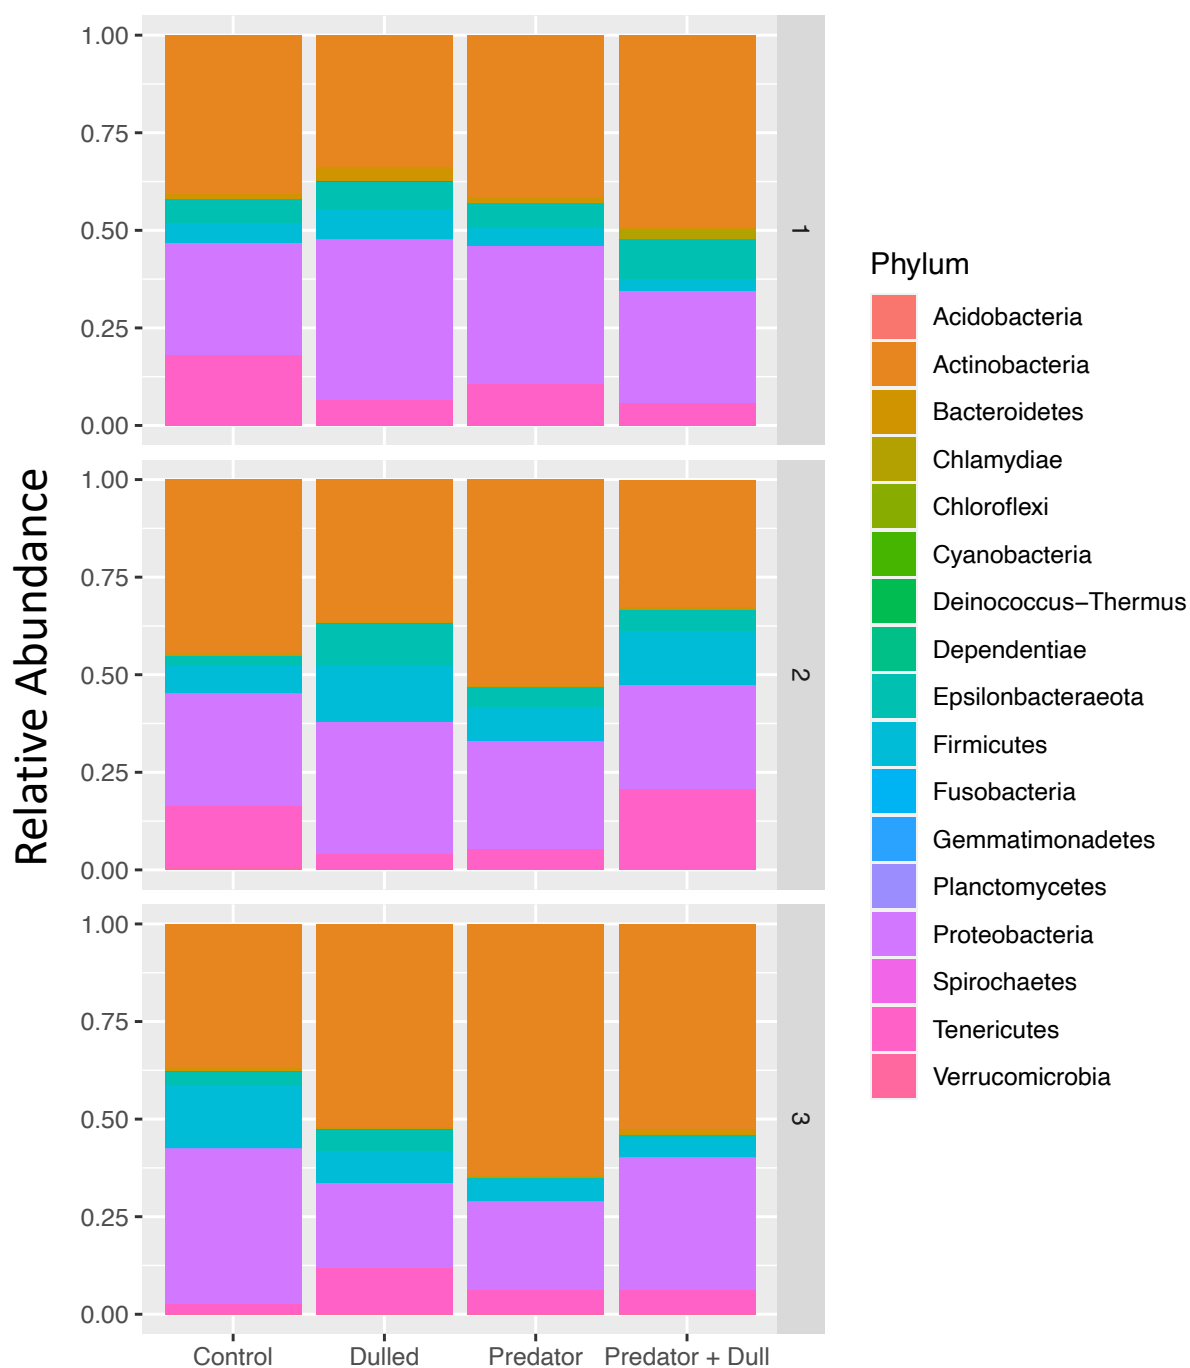 Relative Abundance
1.00
0.75
0.50
0.25
0.00
1
1.00
0.75
0.50
0.25
0.00
2
1.00
0.75
0.50
0.25
0.00
3
Control
Dulled
Predator
Predator + Dull
Phylum
Acidobacteria
Actinobacteria
Bacteroidetes
Chlamydiae
Chloroflexi
Cyanobacteria
Deinococcus−Thermus
Dependentiae
Epsilonbacteraeota
Firmicutes
Fusobacteria
Gemmatimonadetes
Planctomycetes
Proteobacteria
Spirochaetes
Tenericutes
Verrucomicrobia